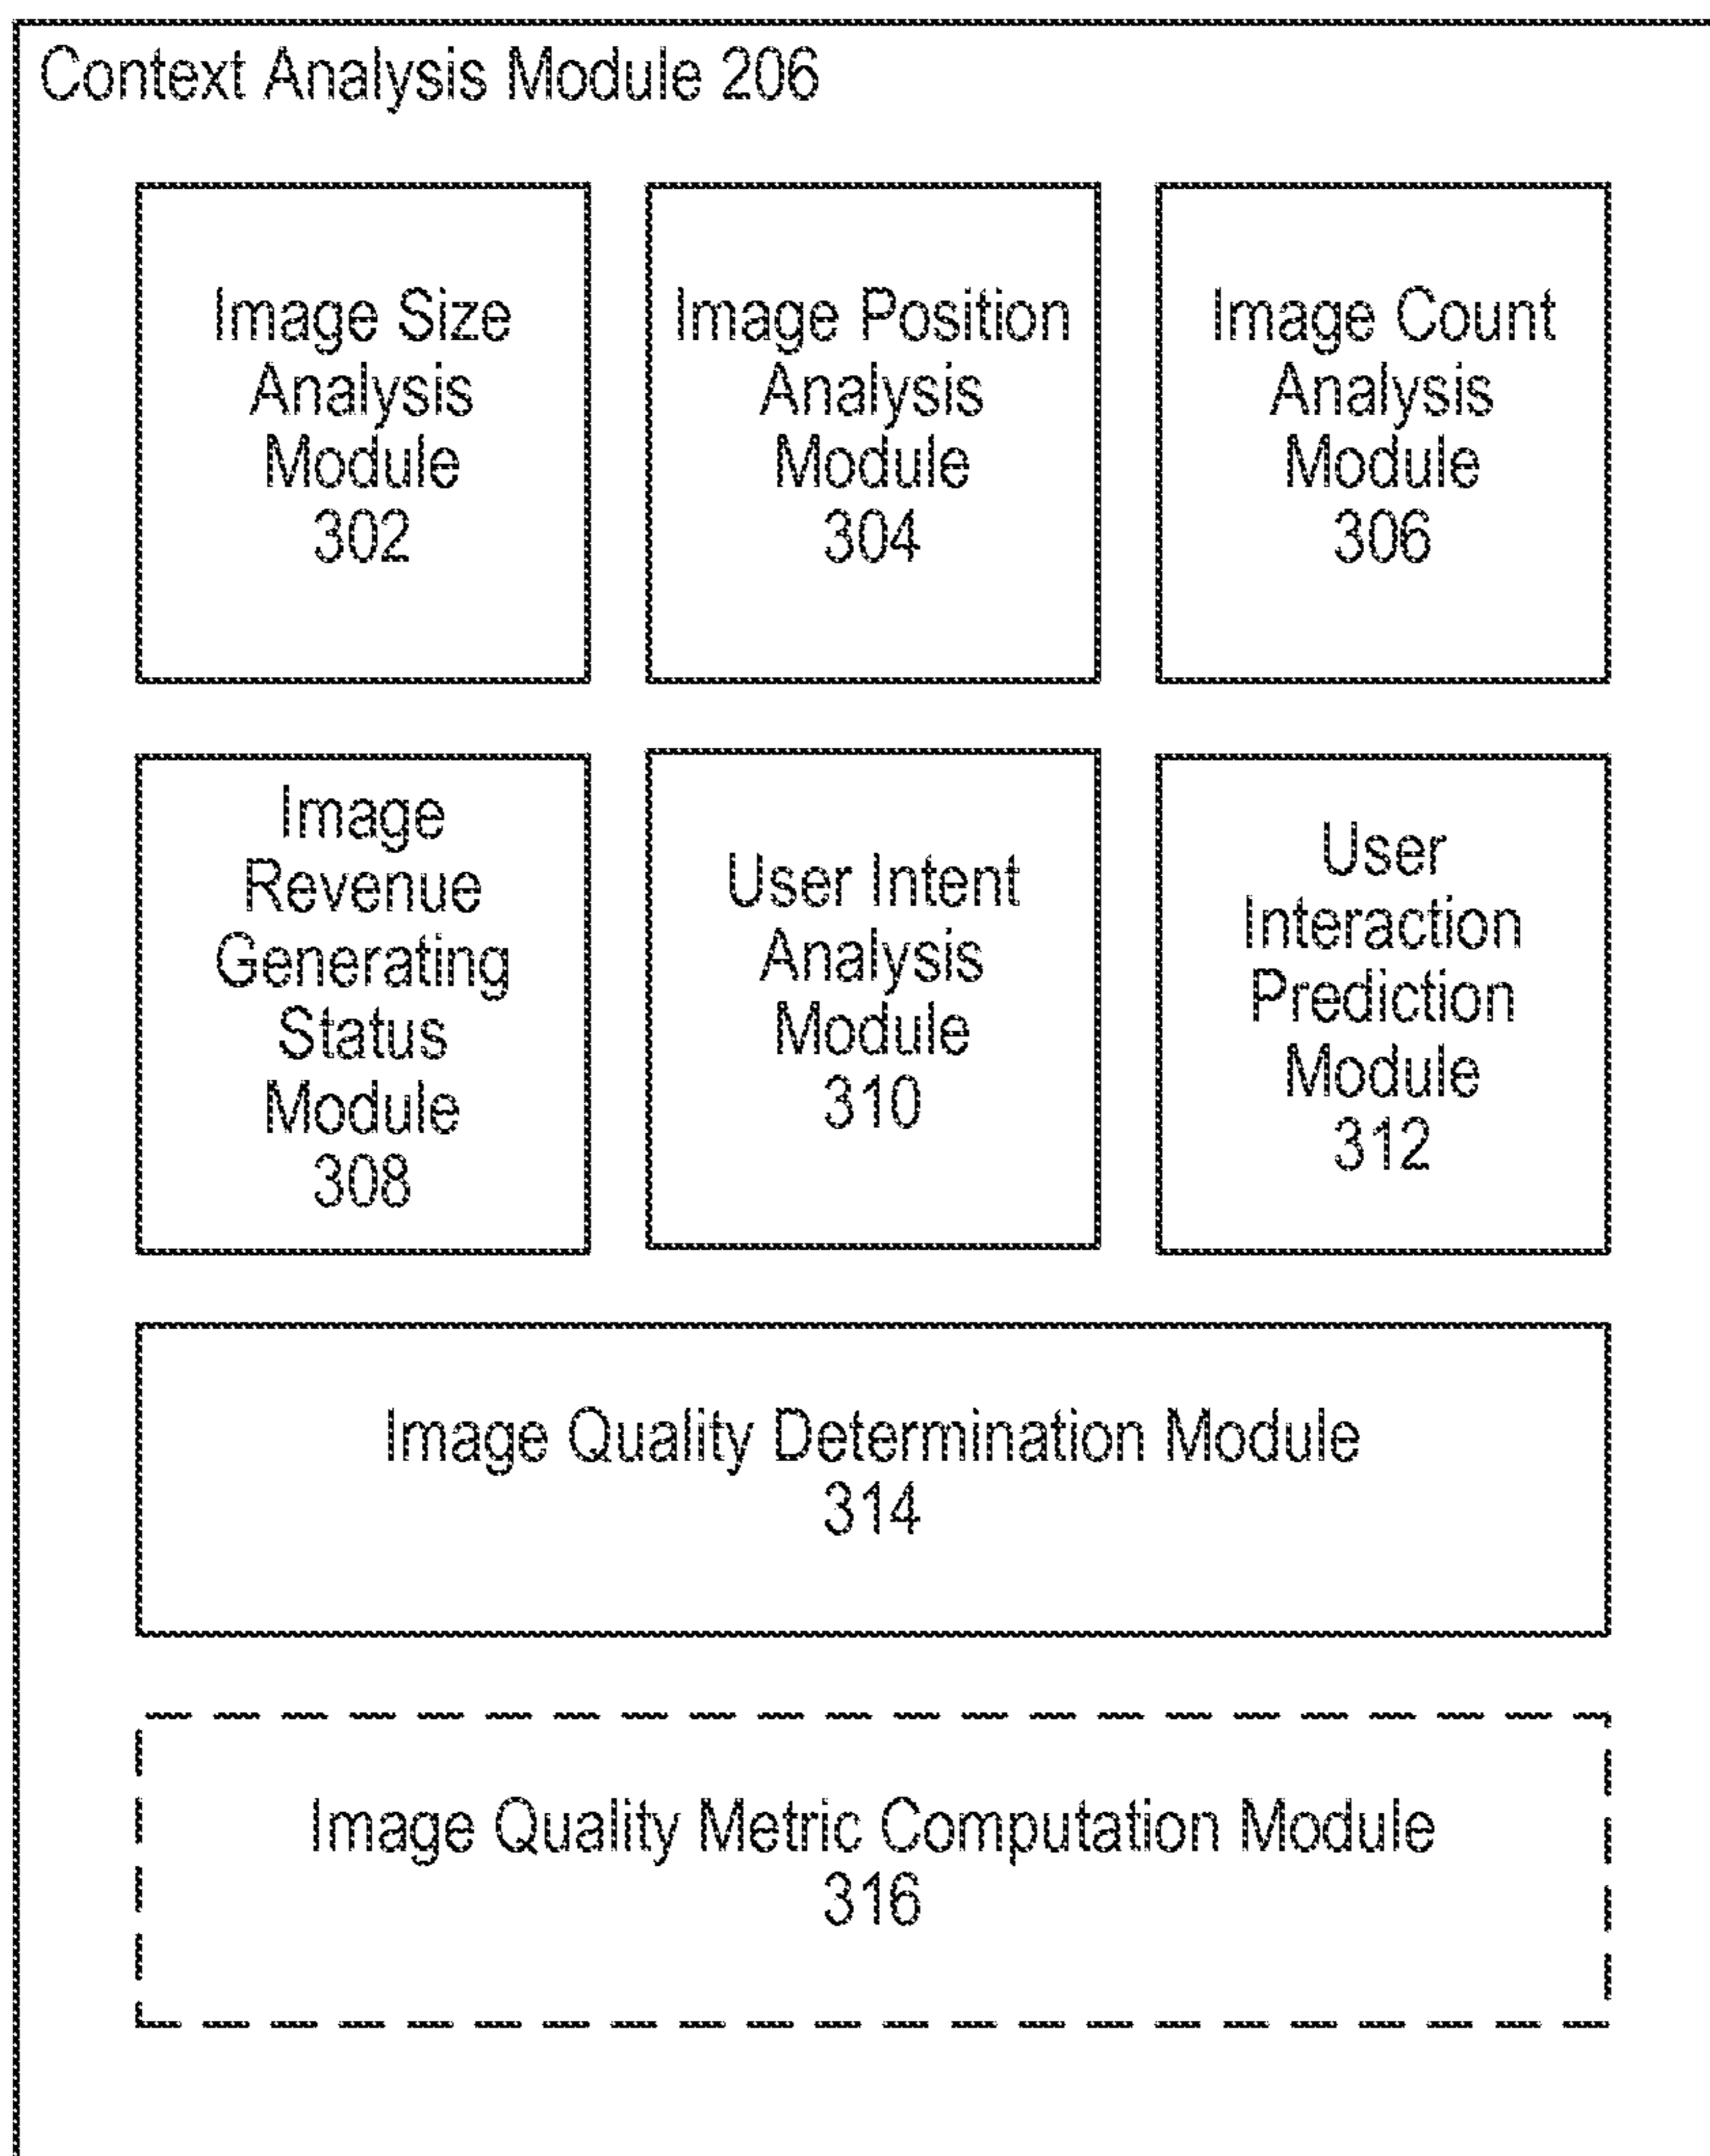 Context Analysis Module 206
Image Size
Analysis
Module
302
Image Position
Analysis
Module
304
Image Count
Analysis
Module
306
Image
Revenue
Generating
Status
Module
308
User Intent
Analysis
Module
310
User
Interaction
Prediction
Module
312
Image Quality Determination Module
314
Image Quality Metric Computation Module
316